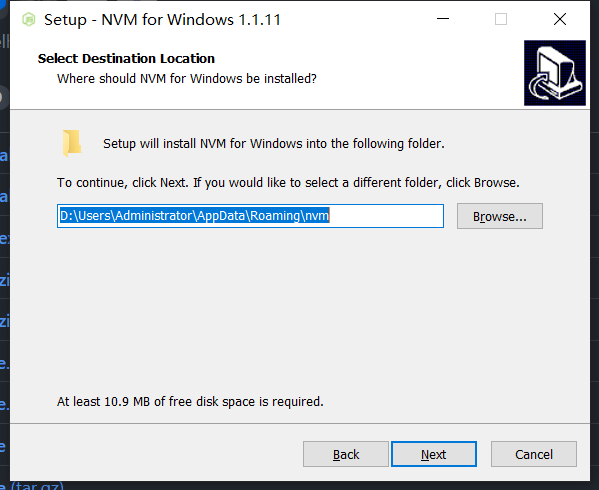 Setup - NVM for Windows 1.1.11
Select Destination Location
Where should NVM for Windows be installed?
Setup will install NVM for Windows into the following folder.
To continue, click Next. If you would like to select a different folder, click Browse.
D:\Users\Administrator\AppData\Roaming\nvm
Browse...
At least 10.9 MB of free disk space is required.
Back
Next
Cancel
(tar.gz)